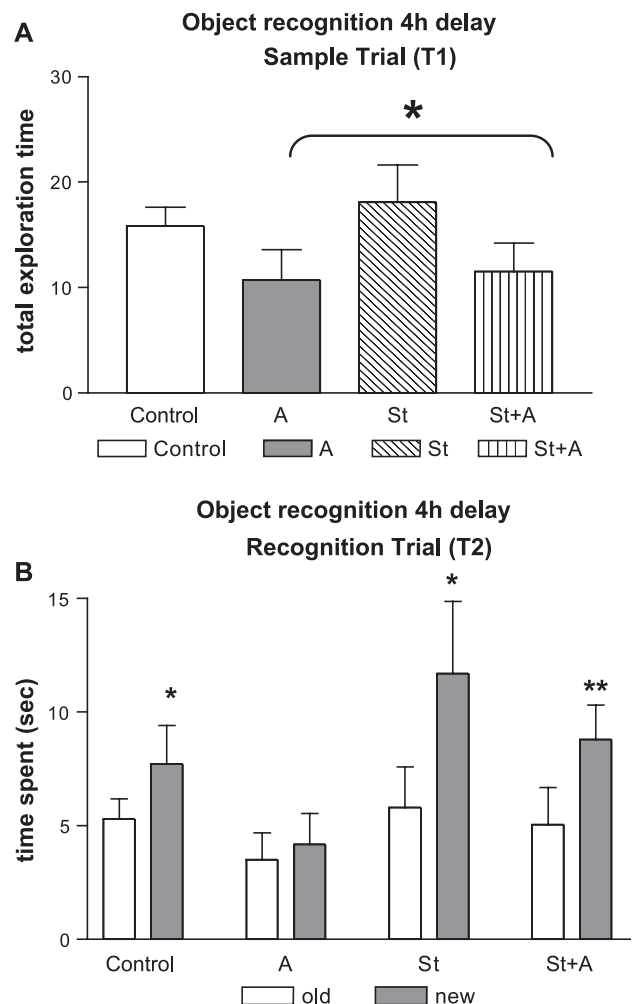 A
Object recognition 4h delay
Sample Trial (T1)
total exploration time
30
20
10
0
*
Control A St St+A
Control A St St+A
Object recognition 4h delay
Recognition Trial (T2)
B
time spent (sec)
15
10
5
0
* * **
Control A St St+A
old new